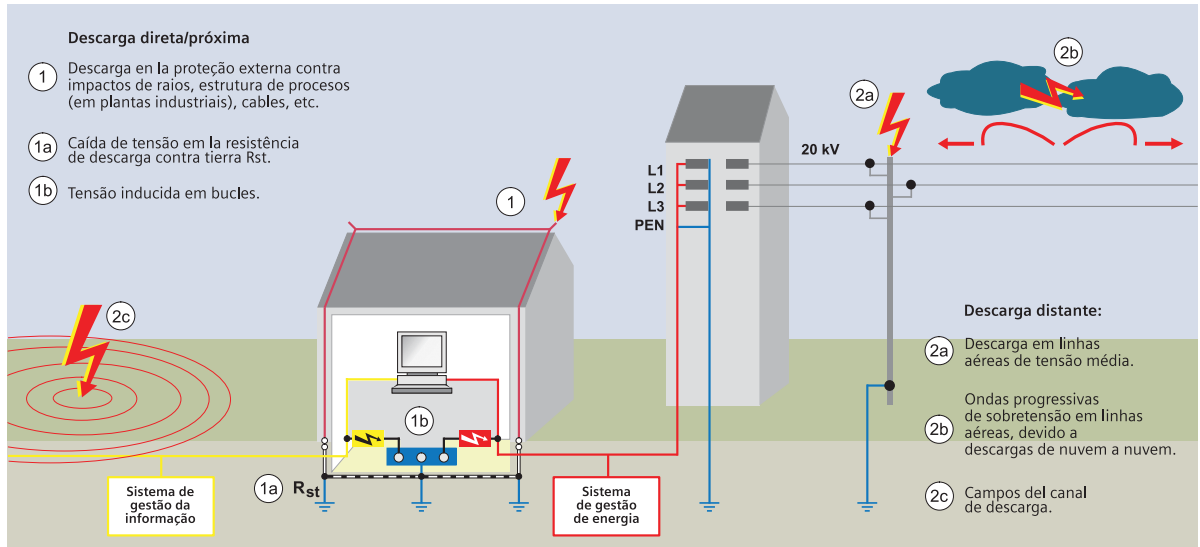 Descarga direta/próxima
1
Descarga en la proteção externa contra
impactos de raios, estrutura de procesos
(em plantas industriais), cables, etc.
1a
Caída de tensão em la resistência
de descarga contra tierra Rst.
1b
Tensão inducida em bucles.
1
2a
2b
20 kV
L1
L2
L3
PEN
2c
1b
1a
Rst
Sistema de
gestão da
informação
Sistema
de gestão
de energia
Descarga distante:
2a
Descarga em linhas
aéreas de tensão média.
2b
Ondas progressivas
de sobretensão em linhas
aéreas, devido a
descargas de nuvem a nuvem.
2c
Campos del canal
de descarga.